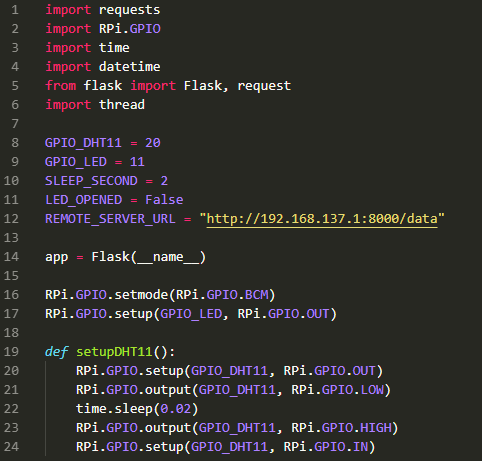 1 import requests
2 import RPi.GPIO
3 import time
4 import datetime
5 from flask import Flask, request
6 import thread
7
8 GPIO_DHT11 = 20
9 GPIO_LED = 11
10 SLEEP_SECOND = 2
11 LED_OPENED = False
12 REMOTE_SERVER_URL = "http://192.168.137.1:8000/data"
13
14 app = Flask(__name__)
15
16 RPi.GPIO.setmode(RPi.GPIO.BCM)
17 RPi.GPIO.setup(GPIO_LED, RPi.GPIO.OUT)
18
19 def setupDHT11():
20     RPi.GPIO.setup(GPIO_DHT11, RPi.GPIO.OUT)
21     RPi.GPIO.output(GPIO_DHT11, RPi.GPIO.LOW)
22     time.sleep(0.02)
23     RPi.GPIO.output(GPIO_DHT11, RPi.GPIO.HIGH)
24     RPi.GPIO.setup(GPIO_DHT11, RPi.GPIO.IN)